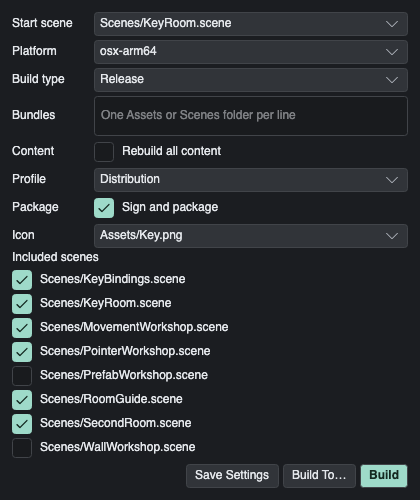 Start scene Scenes/KeyRoom.scene
Platform osx-arm64
Build type Release
Bundles One Assets or Scenes folder per line
Content Rebuild all content
Profile Distribution
Package Sign and package
Icon Assets/Key.png
Included scenes
Scenes/KeyBindings.scene
Scenes/KeyRoom.scene
Scenes/MovementWorkshop.scene
Scenes/PointerWorkshop.scene
Scenes/PrefabWorkshop.scene
Scenes/RoomGuide.scene
Scenes/SecondRoom.scene
Scenes/WallWorkshop.scene
Save Settings Build To... Build